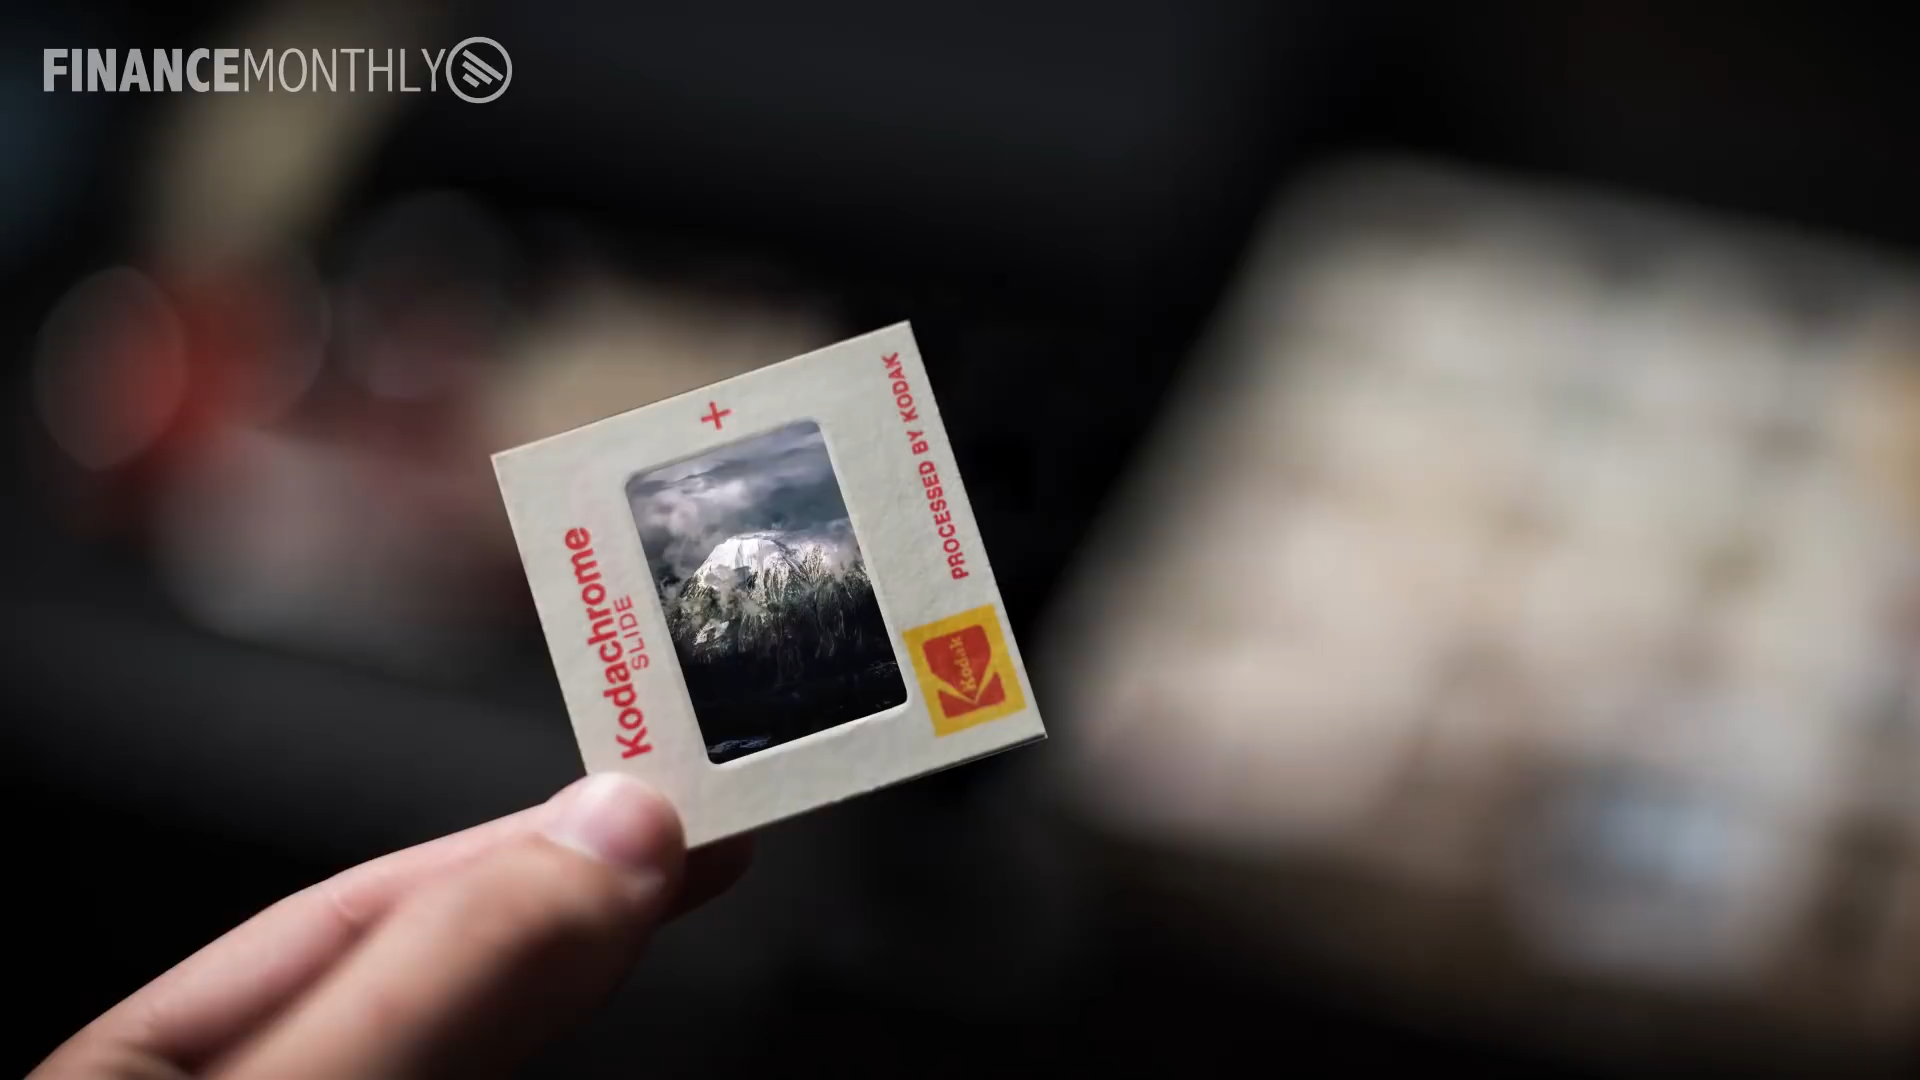 FINANCEMONTHLY
Kodachrome
SLIDE
+
PROCESSED BY KODAK
Kodak